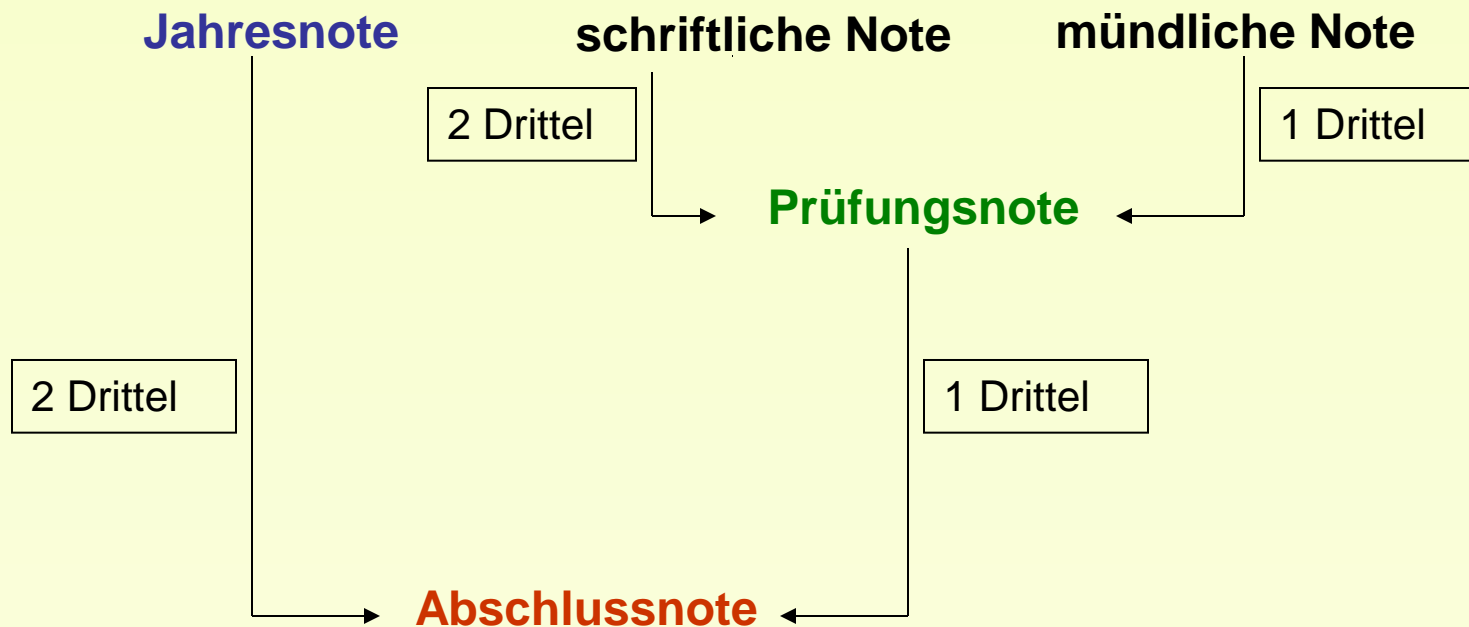 Jahresnote
schriftliche Note
mündliche Note
2 Drittel
1 Drittel
Prüfungsnote
2 Drittel
1 Drittel
Abschlussnote